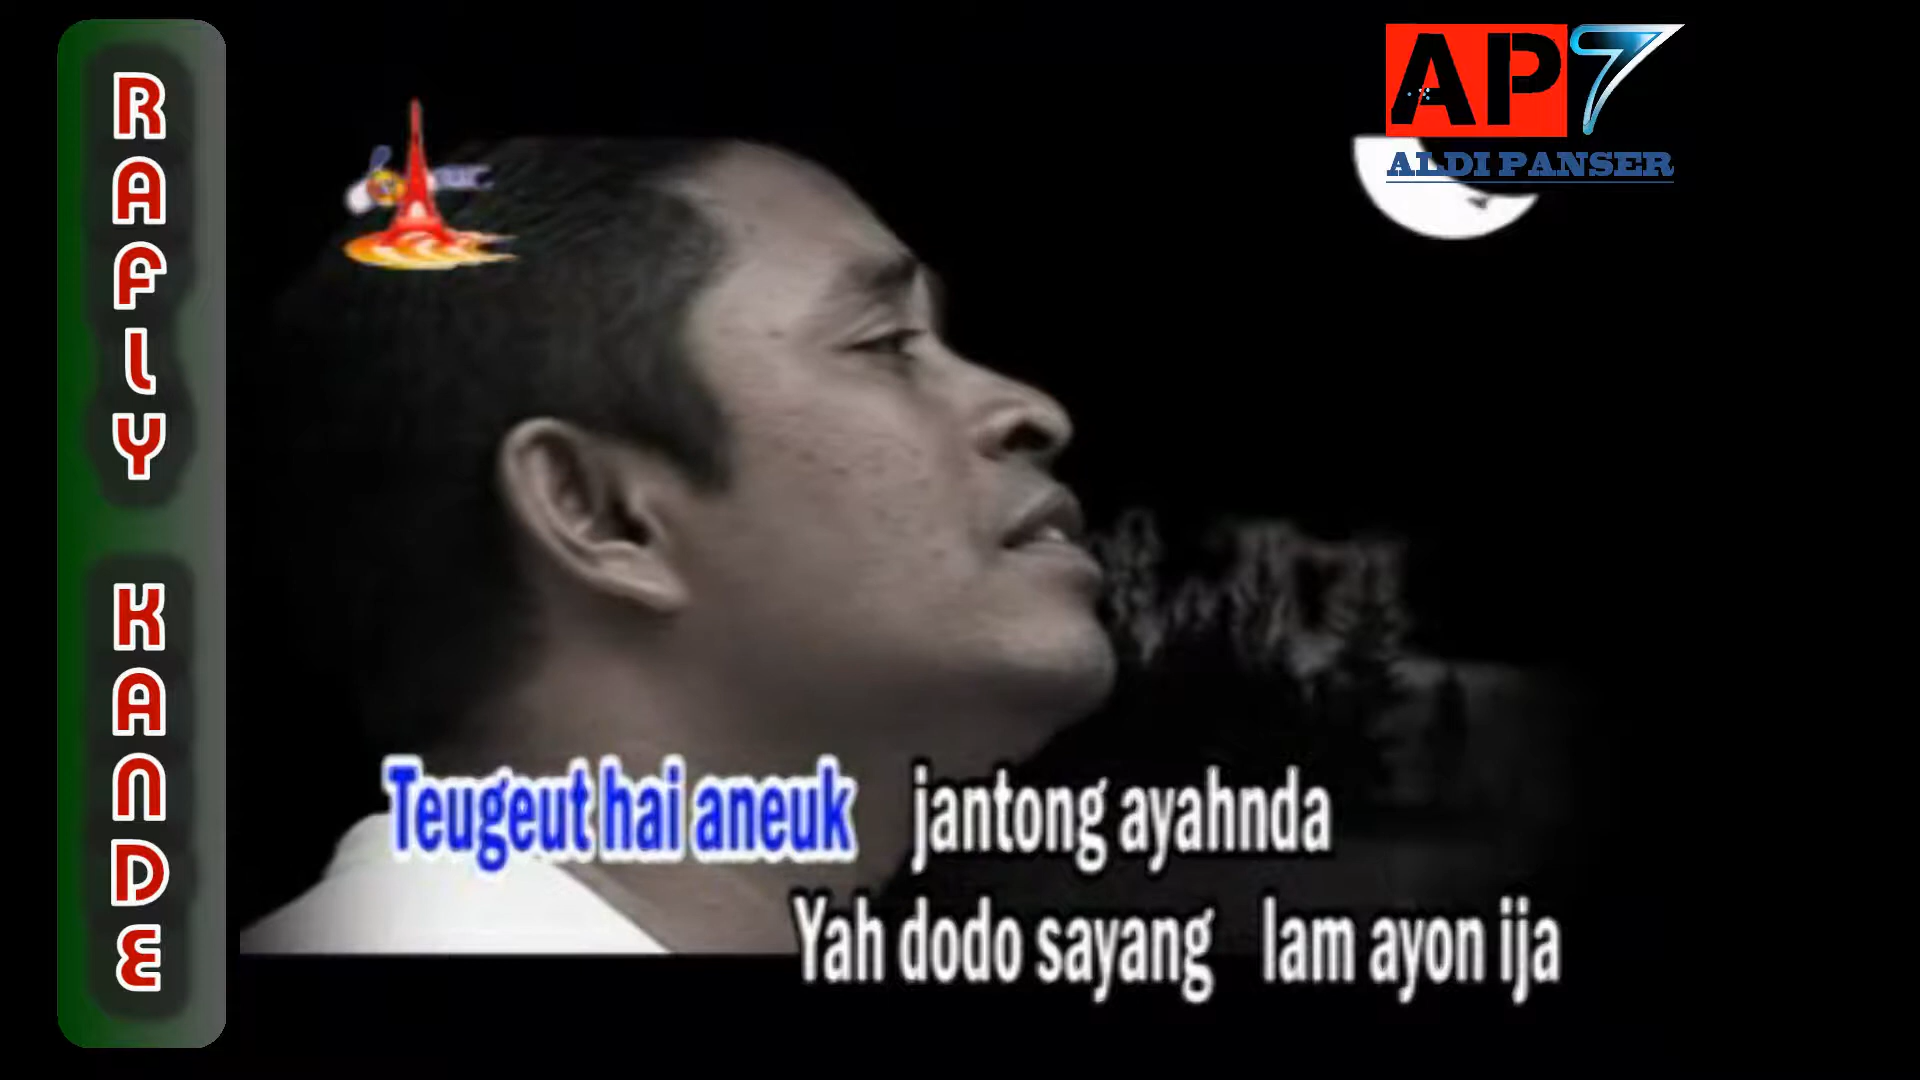 RAFLY KANDE
AP7
ALDI PANSER
Teugeut hai aneuk jantong ayahnda
Yah dodo sayang lam ayon ija